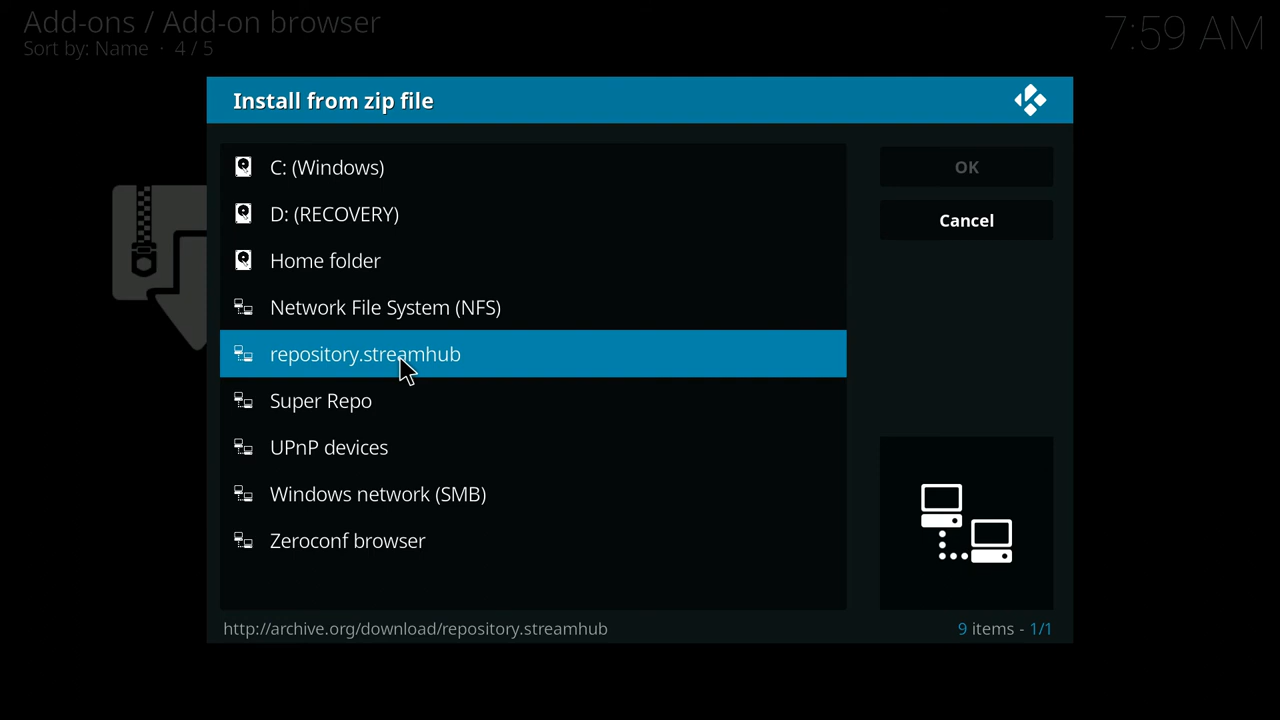 Add-ons / Add-on browser
Sort by: Name · 4 / 5
7:59 AM
Install from zip file
C: (Windows)
D: (RECOVERY)
Home folder
Network File System (NFS)
repository.streamhub
Super Repo
UPnP devices
Windows network (SMB)
Zeroconf browser
OK
Cancel
http://archive.org/download/repository.streamhub
9 items - 1/1